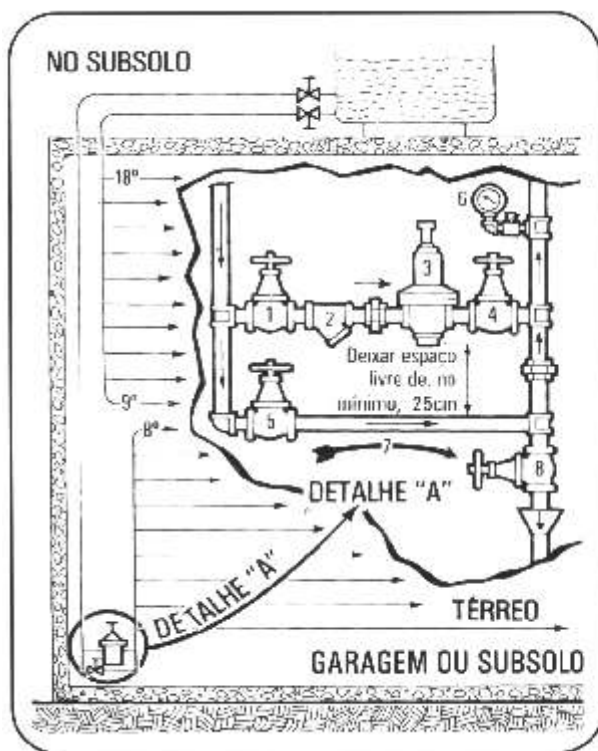 NO SUBSOLO
18º
6
3
1
2
4
Deixar espaco
livre de, no
mínimo, 25cm
9º
5
8º
7
8
DETALHE "A"
DETALHE "A"
TÉRREO
GARAGEM OU SUBSOLO